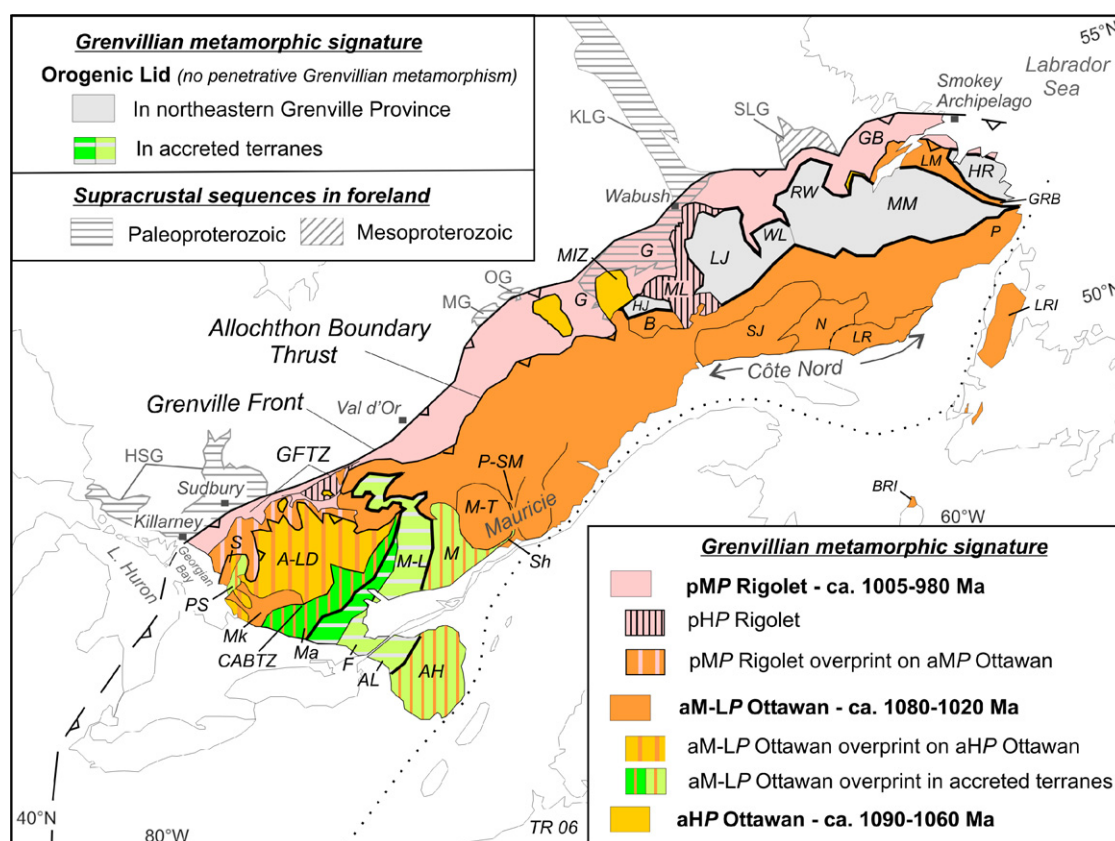 Grenvillian metamorphic signature
Orogenic Lid (no penetrative Grenvillian metamorphism)
In northeastern Grenville Province
In accreted terranes
Supracrustal sequences in foreland
Paleoproterozoic
Mesoproterozoic
55°N
Labrador
Sea
Smokey
Archipelago
KLG
SLG
GB
LM
HR
Wabush
RW
MM
GRB
WL
P
MIZ
G
LJ
OG
ML
50°N
MG
G
HJ
B
LRI
Allochthon Boundary
Thrust
SJ
N
LR
Côte Nord
Grenville Front
Val d'Or
HSG
GFTZ
P-SM
BRI
Sudbury
M-T
Mauricie
60°W
Killarney
S
Georgian
Bay
A-LD
M-L
M
Sh
L. Huron
PS
Mk
CABTZ
Ma
F
AL
AH
Grenvillian metamorphic signature
pMP Rigolet - ca. 1005-980 Ma
pHP Rigolet
pMP Rigolet overprint on aMP Ottawan
aM-LP Ottawan - ca. 1080-1020 Ma
aM-LP Ottawan overprint on aHP Ottawan
aM-LP Ottawan overprint in accreted terranes
aHP Ottawan - ca. 1090-1060 Ma
40°N
80°W
TR 06